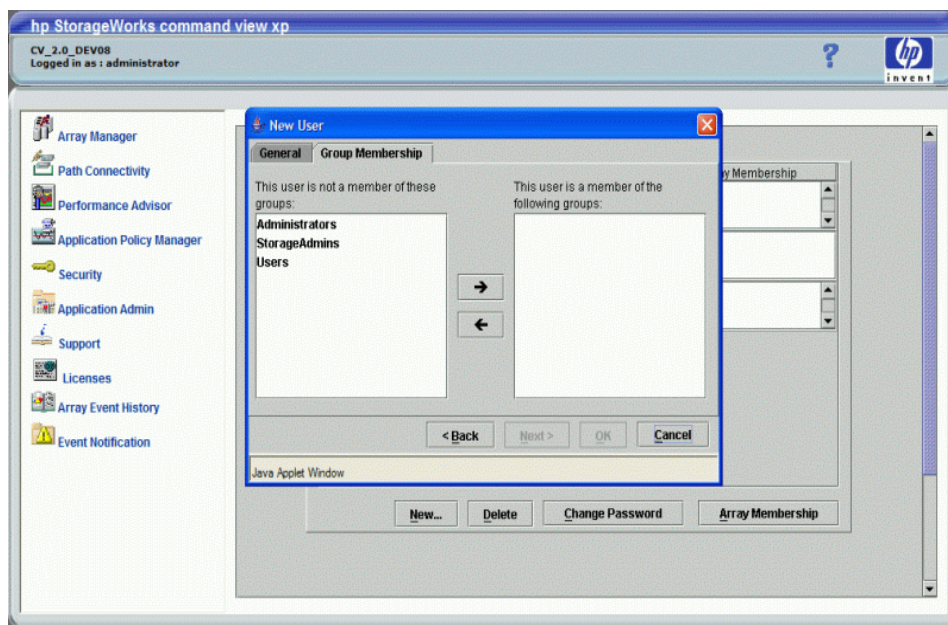 hp StorageWorks command view xp
CV_2.0_DEV08
Logged in as : administrator
?
hp
invent
Array Manager
Path Connectivity
Performance Advisor
Application Policy Manager
Security
Application Admin
Support
Licenses
Array Event History
Event Notification
New User
General
Group Membership
This user is not a member of these
groups:
Administrators
StorageAdmins
Users
This user is a member of the
following groups:
< Back
Next >
OK
Cancel
Java Applet Window
y Membership
New...
Delete
Change Password
Array Membership